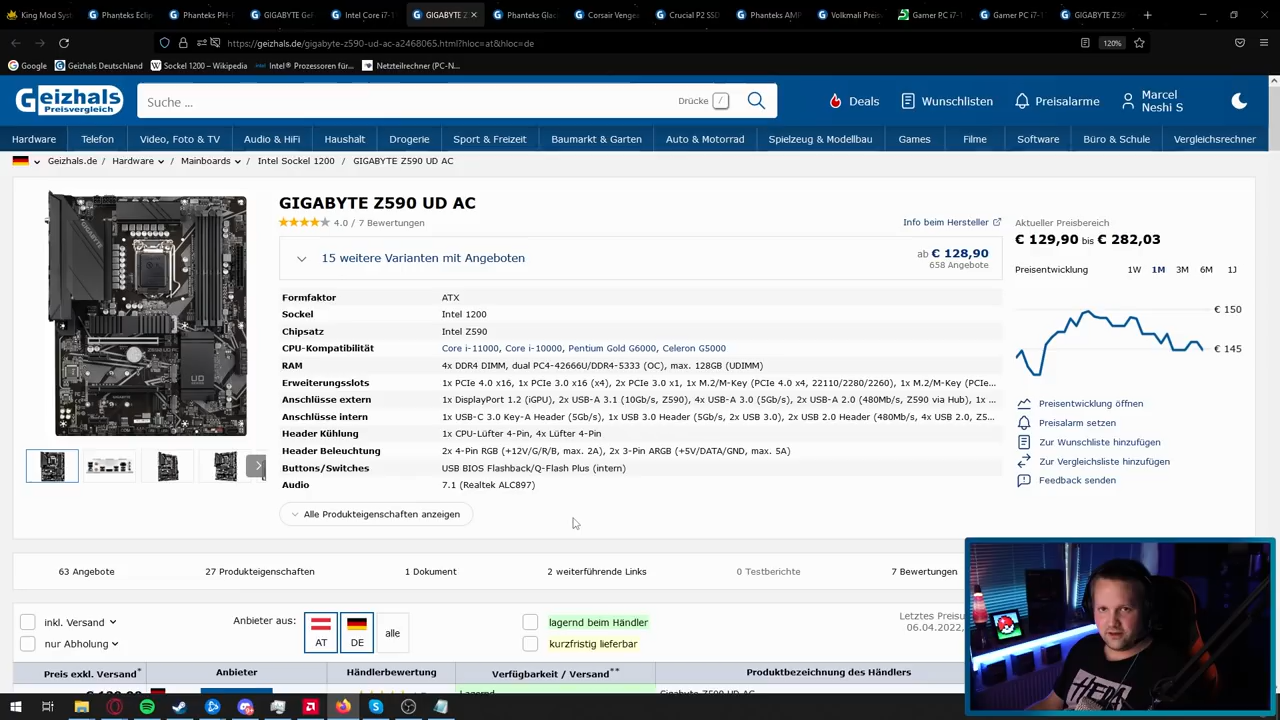 King Mod Sys
Phanteks Eclip
Phanteks PH-
GIGABYTE GeF
Intel Core i7-1
GIGABYTE Z
Phanteks Glac
Corsair Venge
Crucial P2 SSD
Phanteks AMP
Volkmali Preis
Gamer PC i7-1
Gamer PC i7-1
GIGABYTE Z59
https://geizhals.de/gigabyte-z590-ud-ac-a2468065.html?hloc=at&hloc=de
120%
Google
Geizhals Deutschland
Sockel 1200 – Wikipedia
Intel® Prozessoren für...
Netzteilrechner (PC-N...
Geizhals
Preisvergleich
Suche ...
Drücke /
Deals
Wunschlisten
Preisalarme
Marcel
Neshi S
Hardware
Telefon
Video, Foto & TV
Audio & HiFi
Haushalt
Drogerie
Sport & Freizeit
Baumarkt & Garten
Auto & Motorrad
Spielzeug & Modellbau
Games
Filme
Software
Büro & Schule
Vergleichsrechner
Geizhals.de / Hardware / Mainboards / Intel Sockel 1200 / GIGABYTE Z590 UD AC
GIGABYTE Z590 UD AC
4.0 / 7 Bewertungen
Info beim Hersteller
15 weitere Varianten mit Angeboten
ab € 128,90
658 Angebote
Formfaktor ATX
Sockel Intel 1200
Chipsatz Intel Z590
CPU-Kompatibilität Core i-11000, Core i-10000, Pentium Gold G6000, Celeron G5000
RAM 4x DDR4 DIMM, dual PC4-42666U/DDR4-5333 (OC), max. 128GB (UDIMM)
Erweiterungsslots 1x PCIe 4.0 x16, 1x PCIe 3.0 x16 (x4), 2x PCIe 3.0 x1, 1x M.2/M-Key (PCIe 4.0 x4, 22110/2280/2260), 1x M.2/M-Key (PCIe...
Anschlüsse extern 1x DisplayPort 1.2 (iGPU), 2x USB-A 3.1 (10Gb/s, Z590), 4x USB-A 3.0 (5Gb/s), 2x USB-A 2.0 (480Mb/s, Z590 via Hub), 1x ...
Anschlüsse intern 1x USB-C 3.0 Key-A Header (5Gb/s), 1x USB 3.0 Header (5Gb/s, 2x USB 3.0), 2x USB 2.0 Header (480Mb/s, 4x USB 2.0, Z5...
Header Kühlung 1x CPU-Lüfter 4-Pin, 4x Lüfter 4-Pin
Header Beleuchtung 2x 4-Pin RGB (+12V/G/R/B, max. 2A), 2x 3-Pin ARGB (+5V/DATA/GND, max. 5A)
Buttons/Switches USB BIOS Flashback/Q-Flash Plus (intern)
Audio 7.1 (Realtek ALC897)
Alle Produkteigenschaften anzeigen
Aktueller Preisbereich
€ 129,90 bis € 282,03
Preisentwicklung 1W 1M 3M 6M 1J
€ 150
€ 145
Preisentwicklung öffnen
Preisalarm setzen
Zur Wunschliste hinzufügen
Zur Vergleichsliste hinzufügen
Feedback senden
63 Angebote
27 Produkteigenschaften
1 Dokument
2 weiterführende Links
0 Testberichte
7 Bewertungen
inkl. Versand
nur Abholung
Anbieter aus:
AT
DE
alle
lagernd beim Händler
kurzfristig lieferbar
Letztes Preisu
06.04.2022,
Preis exkl. Versand*
Anbieter
Händlerbewertung
Verfügbarkeit / Versand**
Produktbezeichnung des Händlers
Lagernd